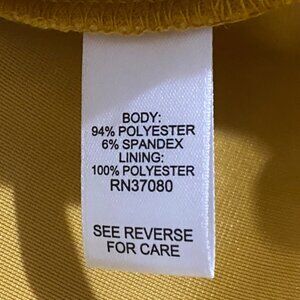 BODY:
94% POLYESTER
6% SPANDEX
LINING:
100% POLYESTER
RN37080
SEE REVERSE
FOR CARE